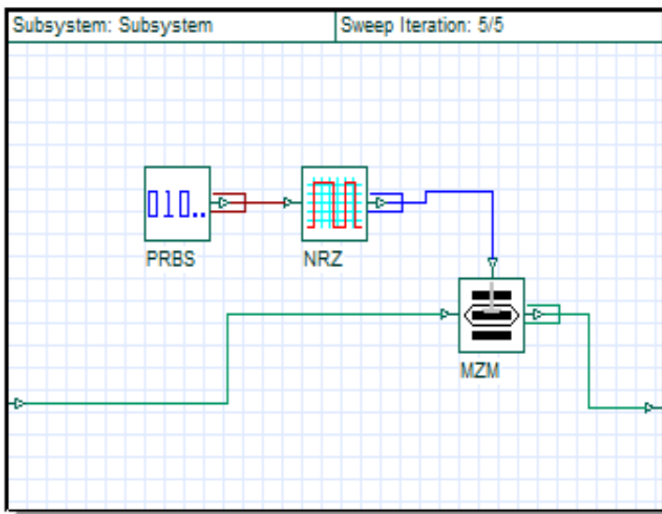 Subsystem: Subsystem
Sweep Iteration: 5/5
010..
PRBS
NRZ
MZM